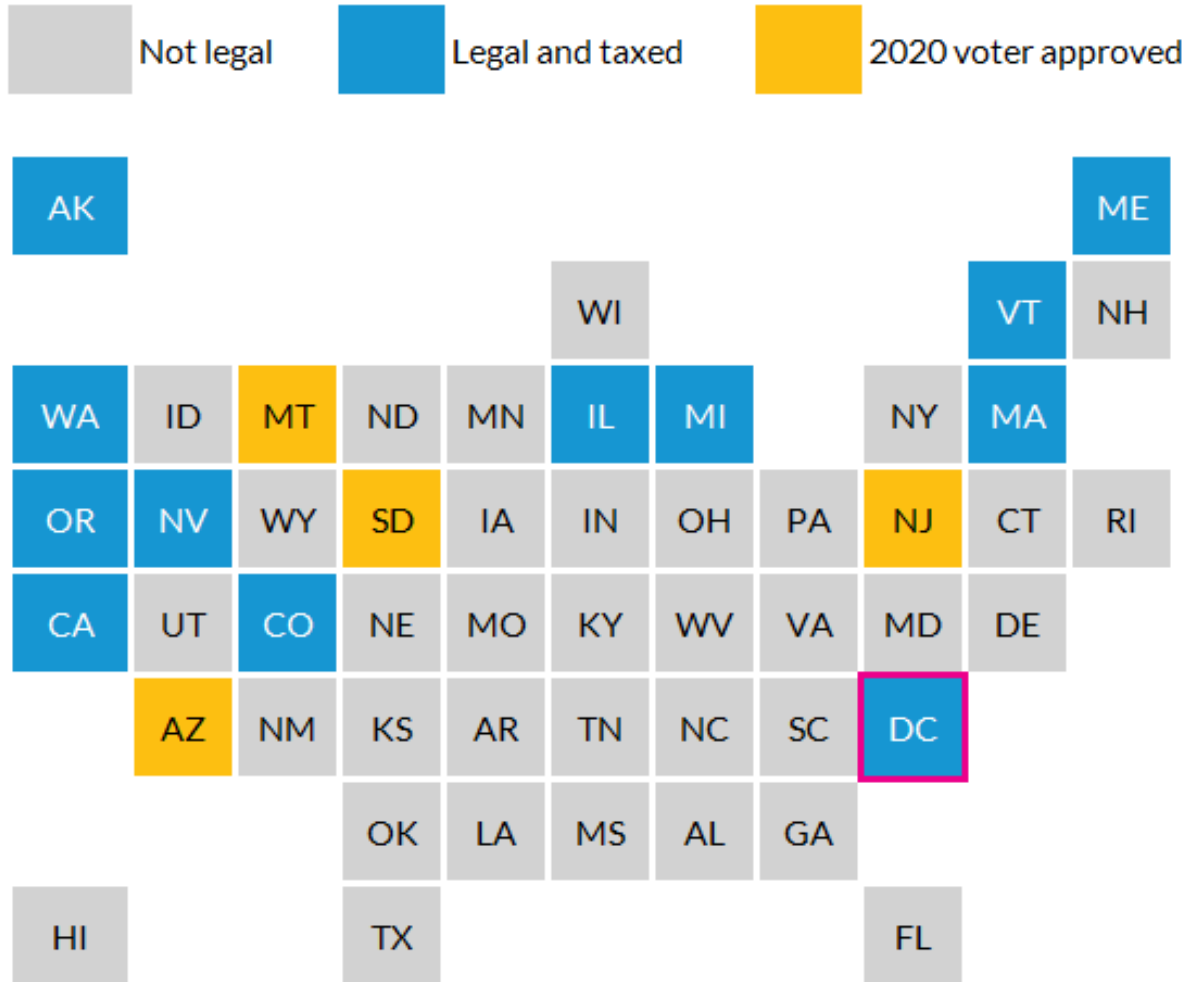 Not legal Legal and taxed 2020 voter approved
AK ME
WI VT NH
WA ID MT ND MN IL MI NY MA
OR NV WY SD IA IN OH PA NJ CT RI
CA UT CO NE MO KY WV VA MD DE
AZ NM KS AR TN NC SC DC
OK LA MS AL GA
HI TX FL